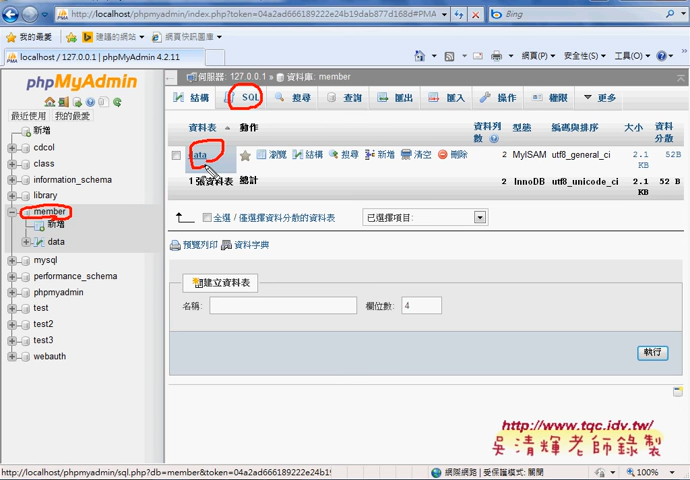 http://localhost/phpmyadmin/index.php?token=04a2ad666189222e24b19dab877d168d#PMA
Bing
我的最愛
建議的網站
網頁快訊圖庫
localhost / 127.0.0.1 | phpMyAdmin 4.2.11
網頁(P)
安全性(S)
工具(O)
phpMyAdmin
最近使用 我的最愛
新增
cdcol
class
information_schema
library
member
新增
data
mysql
performance_schema
phpmyadmin
test
test2
test3
webauth
伺服器: 127.0.0.1 » 資料庫: member
結構 SQL 搜尋 查詢 匯出 匯入 操作 權限 更多
資料表 動作 資料列數 型態 編碼與排序 大小 資料分散
data 瀏覽 結構 搜尋 新增 清空 刪除 2 MyISAM utf8_general_ci 2.1 KB 52B
1 張資料表 總計 2 InnoDB utf8_unicode_ci 2.1 KB 52 B
全選 / 僅選擇資料分散的資料表 已選擇項目:
預覽列印 資料字典
建立資料表
名稱: 欄位數: 4
執行
http://www.tqc.idv.tw/
吳清輝老師錄製
http://localhost/phpmyadmin/sql.php?db=member&token=04a2ad666189222e24b1
網際網路 | 受保護模式: 關閉
100%